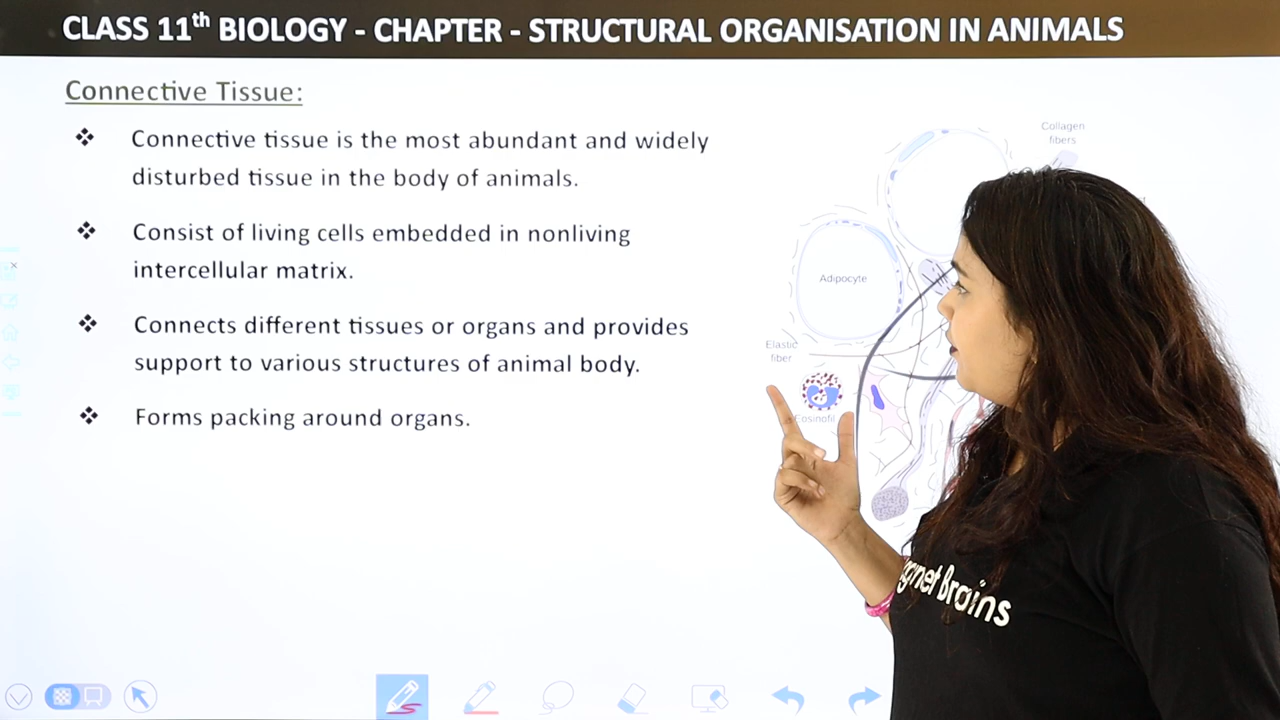 CLASS 11th BIOLOGY - CHAPTER - STRUCTURAL ORGANISATION IN ANIMALS
Connective Tissue:
❖ Connective tissue is the most abundant and widely
disturbed tissue in the body of animals.
❖ Consist of living cells embedded in nonliving
intercellular matrix.
❖ Connects different tissues or organs and provides
support to various structures of animal body.
❖ Forms packing around organs.
Collagen
fibers
Adipocyte
Elastic
fiber
Eosinofil
gnet Brains